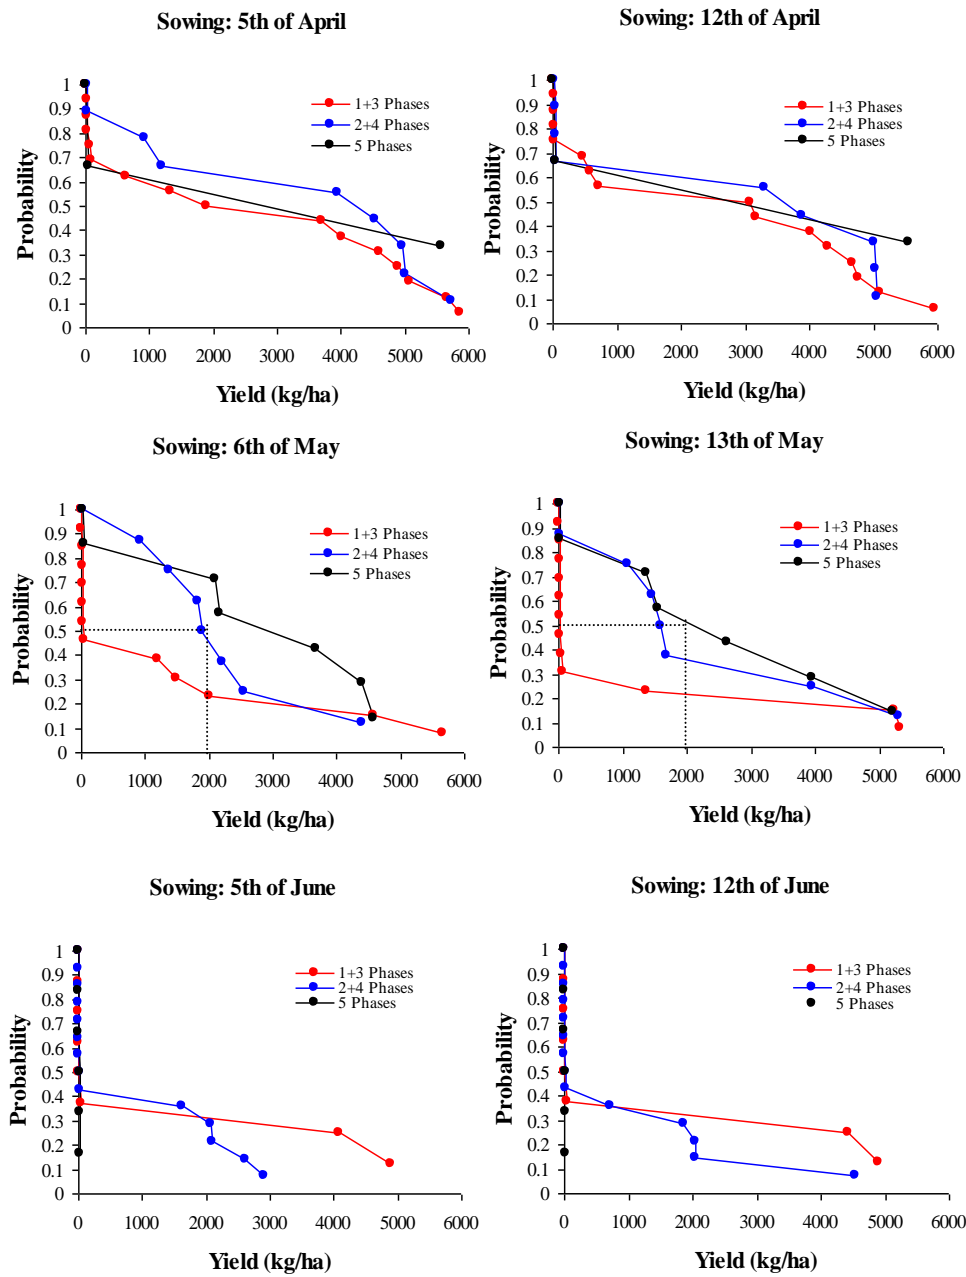 Sowing: 5th of April
1
0.9
0.8
0.7
0.6
0.5
0.4
0.3
0.2
0.1
0
Probability
1+3 Phases
2+4 Phases
5 Phases
0 1000 2000 3000 4000 5000 6000
Yield (kg/ha)
Sowing: 12th of April
1
0.9
0.8
0.7
0.6
0.5
0.4
0.3
0.2
0.1
0
Probability
1+3 Phases
2+4 Phases
5 Phases
0 1000 2000 3000 4000 5000 6000
Yield (kg/ha)
Sowing: 6th of May
1
0.9
0.8
0.7
0.6
0.5
0.4
0.3
0.2
0.1
0
Probability
1+3 Phases
2+4 Phases
5 Phases
0 1000 2000 3000 4000 5000 6000
Yield (kg/ha)
Sowing: 13th of May
1
0.9
0.8
0.7
0.6
0.5
0.4
0.3
0.2
0.1
0
Probability
1+3 Phases
2+4 Phases
5 Phases
0 1000 2000 3000 4000 5000 6000
Yield (kg/ha)
Sowing: 5th of June
1
0.9
0.8
0.7
0.6
0.5
0.4
0.3
0.2
0.1
0
Probability
1+3 Phases
2+4 Phases
5 Phases
0 1000 2000 3000 4000 5000 6000
Yield (kg/ha)
Sowing: 12th of June
1
0.9
0.8
0.7
0.6
0.5
0.4
0.3
0.2
0.1
0
Probability
1+3 Phases
2+4 Phases
5 Phases
0 1000 2000 3000 4000 5000 6000
Yield (kg/ha)